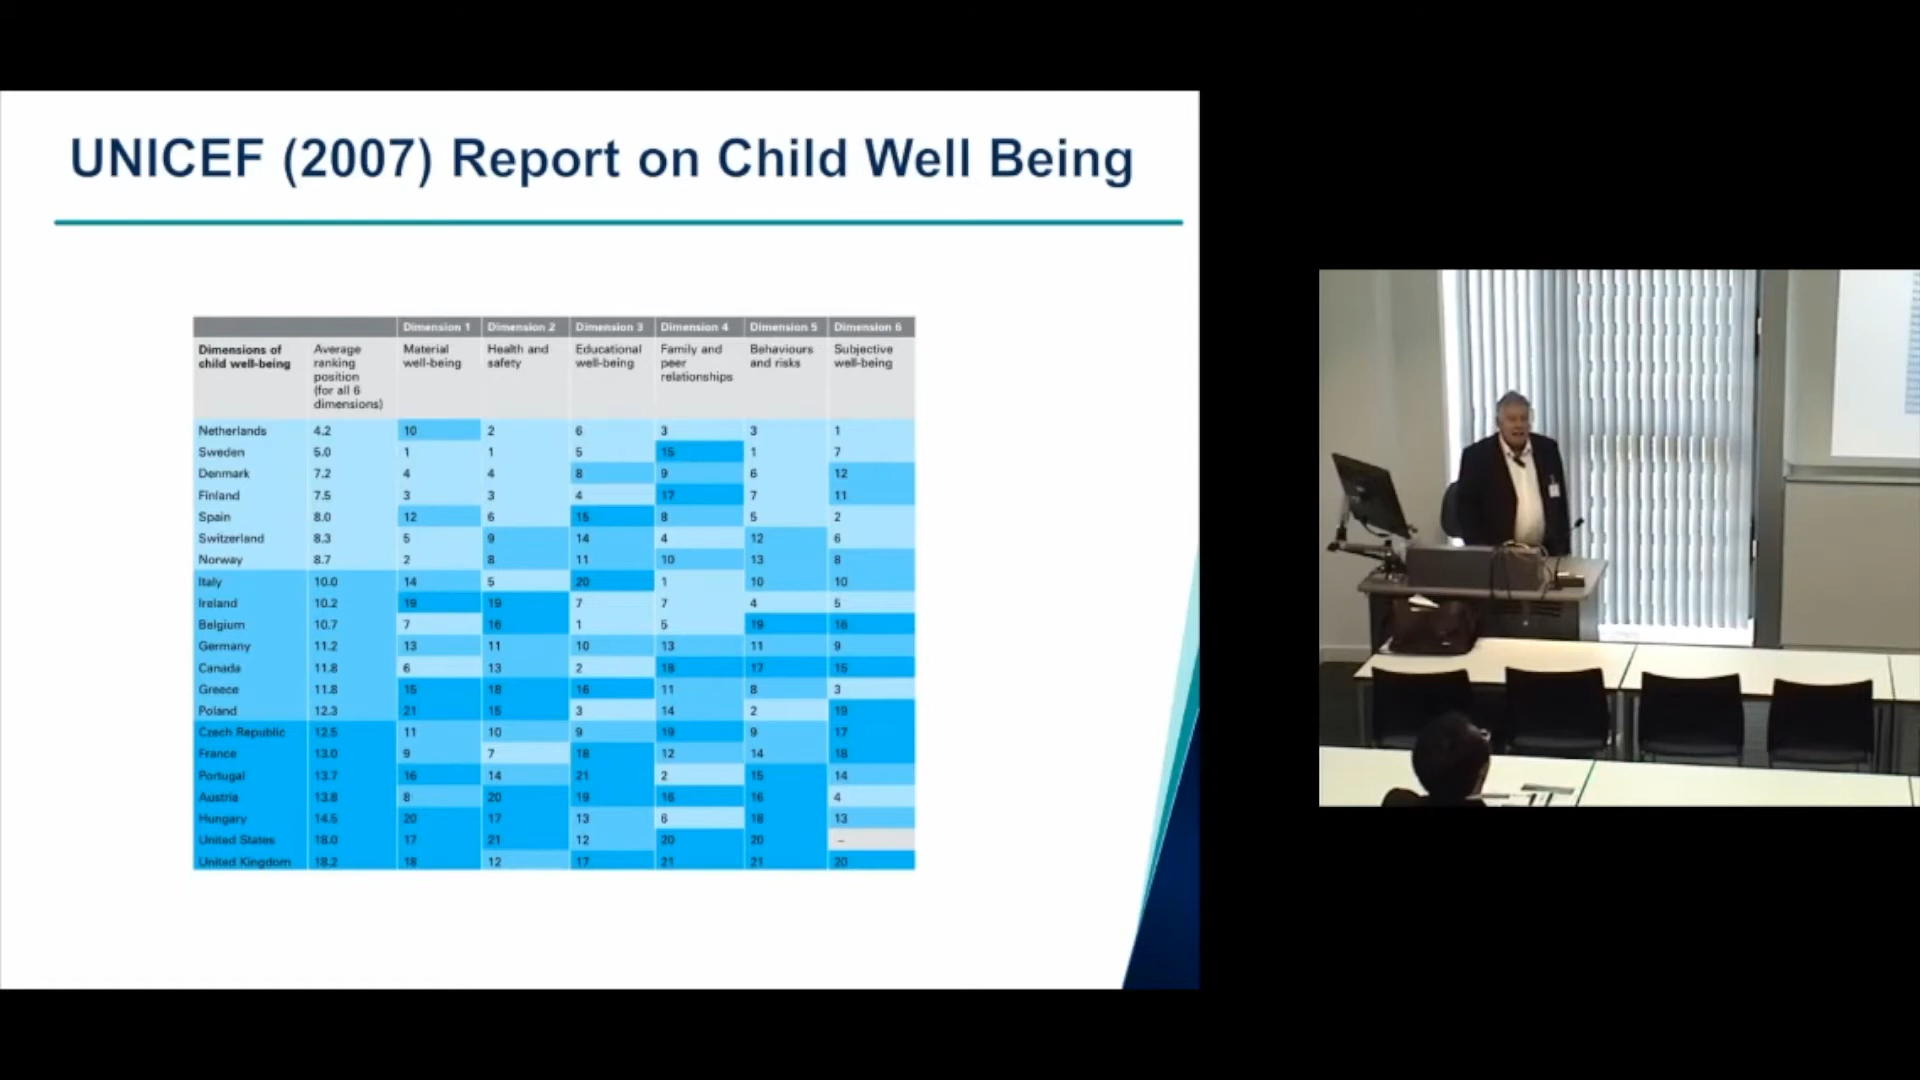 UNICEF (2007) Report on Child Well Being
Dimension 1 Dimension 2 Dimension 3 Dimension 4 Dimension 5 Dimension 6
Dimensions of child well-being Average ranking position (for all 6 dimensions) Material well-being Health and safety Educational well-being Family and peer relationships Behaviours and risks Subjective well-being
Netherlands 4.2 10 2 6 3 3 1
Sweden 5.0 1 1 5 15 1 7
Denmark 7.2 4 4 8 9 6 12
Finland 7.5 3 3 4 17 7 11
Spain 8.0 12 6 15 8 5 2
Switzerland 8.3 5 9 14 4 12 6
Norway 8.7 2 8 11 10 13 8
Italy 10.0 14 5 20 1 10 10
Ireland 10.2 19 19 7 7 4 5
Belgium 10.7 7 16 1 5 19 16
Germany 11.2 13 11 10 13 11 9
Canada 11.8 6 13 2 18 17 15
Greece 11.8 15 18 16 11 8 3
Poland 12.3 21 15 3 14 2 19
Czech Republic 12.5 11 10 9 19 9 17
France 13.0 9 7 18 12 14 18
Portugal 13.7 16 14 21 2 15 14
Austria 13.8 8 20 19 16 16 4
Hungary 14.5 20 17 13 6 18 13
United States 18.0 17 21 12 20 20 –
United Kingdom 18.2 18 12 17 21 21 20